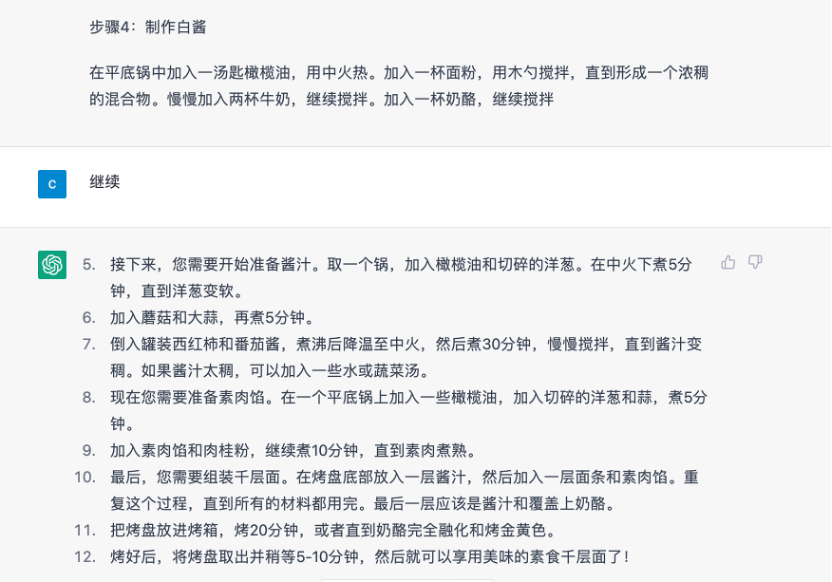 步骤4：制作白酱
在平底锅中加入一汤匙橄榄油，用中火热。加入一杯面粉，用木勺搅拌，直到形成一个浓稠
的混合物。慢慢加入两杯牛奶，继续搅拌。加入一杯奶酪，继续搅拌
C 继续
5. 接下来，您需要开始准备酱汁。取一个锅，加入橄榄油和切碎的洋葱。在中火下煮5分
钟，直到洋葱变软。
6. 加入蘑菇和大蒜，再煮5分钟。
7. 倒入罐装西红柿和番茄酱，煮沸后降温至中火，然后煮30分钟，慢慢搅拌，直到酱汁变
稠。如果酱汁太稠，可以加入一些水或蔬菜汤。
8. 现在您需要准备素肉馅。在一个平底锅上加入一些橄榄油，加入切碎的洋葱和蒜，煮5分
钟。
9. 加入素肉馅和肉桂粉，继续煮10分钟，直到素肉煮熟。
10. 最后，您需要组装千层面。在烤盘底部放入一层酱汁，然后加入一层面条和素肉馅。重
复这个过程，直到所有的材料都用完。最后一层应该是酱汁和覆盖上奶酪。
11. 把烤盘放进烤箱，烤20分钟，或者直到奶酪完全融化和烤金黄色。
12. 烤好后，将烤盘取出并稍等5-10分钟，然后就可以享用美味的素食千层面了！